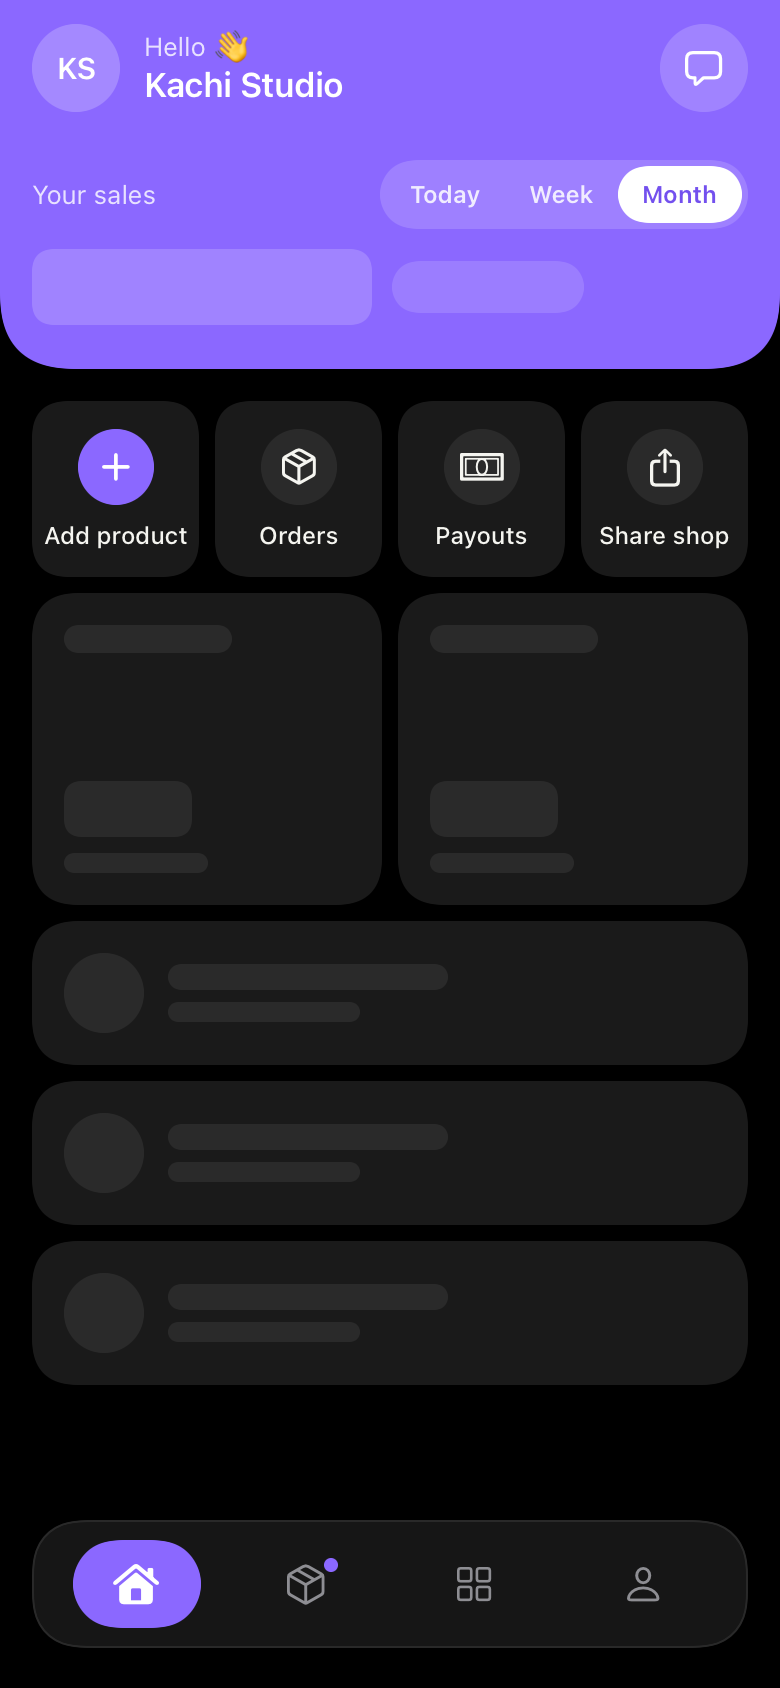 KS
Hello 👋
Kachi Studio
Your sales
Today Week Month
Add product
Orders
Payouts
Share shop